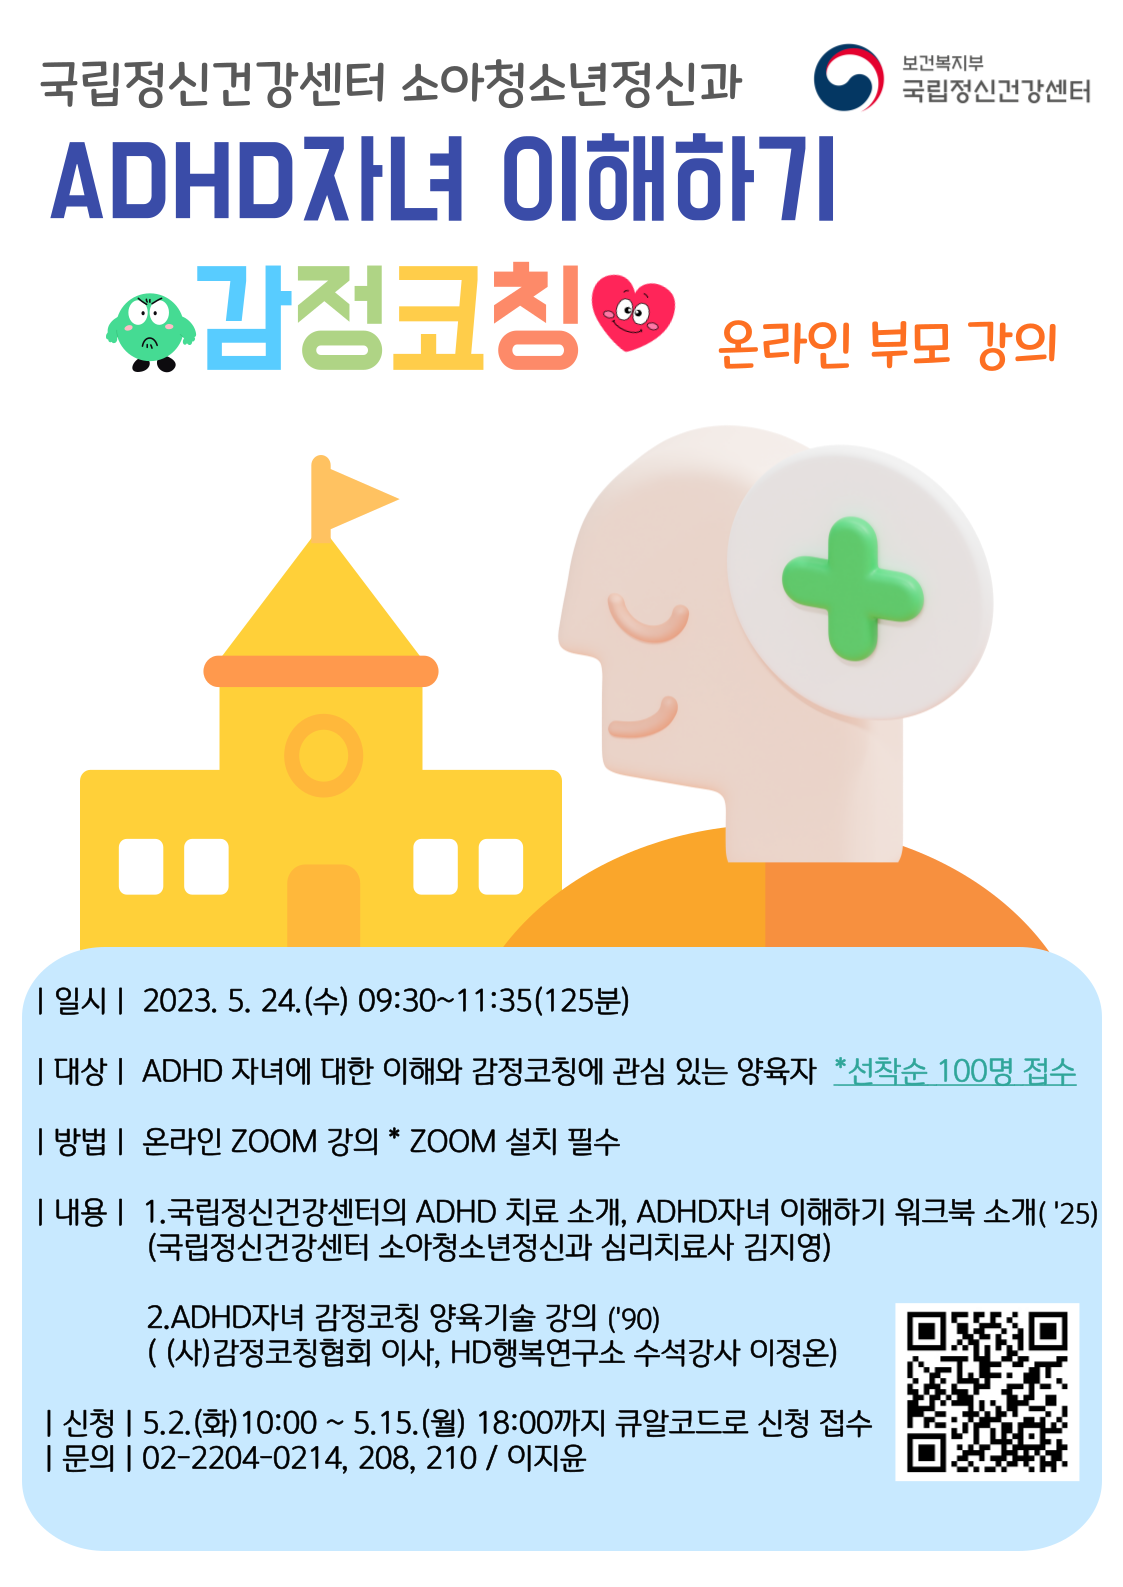 국립정신건강센터 소아청소년정신과
보건복지부
국립정신건강센터
ADHD자녀 이해하기
감정코칭
온라인 부모 강의
| 일시 | 2023. 5. 24.(수) 09:30~11:35(125분)
| 대상 | ADHD 자녀에 대한 이해와 감정코칭에 관심 있는 양육자 *선착순 100명 접수
| 방법 | 온라인 ZOOM 강의 * ZOOM 설치 필수
| 내용 | 1.국립정신건강센터의 ADHD 치료 소개, ADHD자녀 이해하기 워크북 소개( '25)
(국립정신건강센터 소아청소년정신과 심리치료사 김지영)
2.ADHD자녀 감정코칭 양육기술 강의 ('90)
( (사)감정코칭협회 이사, HD행복연구소 수석강사 이정온)
| 신청 | 5.2.(화)10:00 ~ 5.15.(월) 18:00까지 큐알코드로 신청 접수
| 문의 | 02-2204-0214, 208, 210 / 이지윤